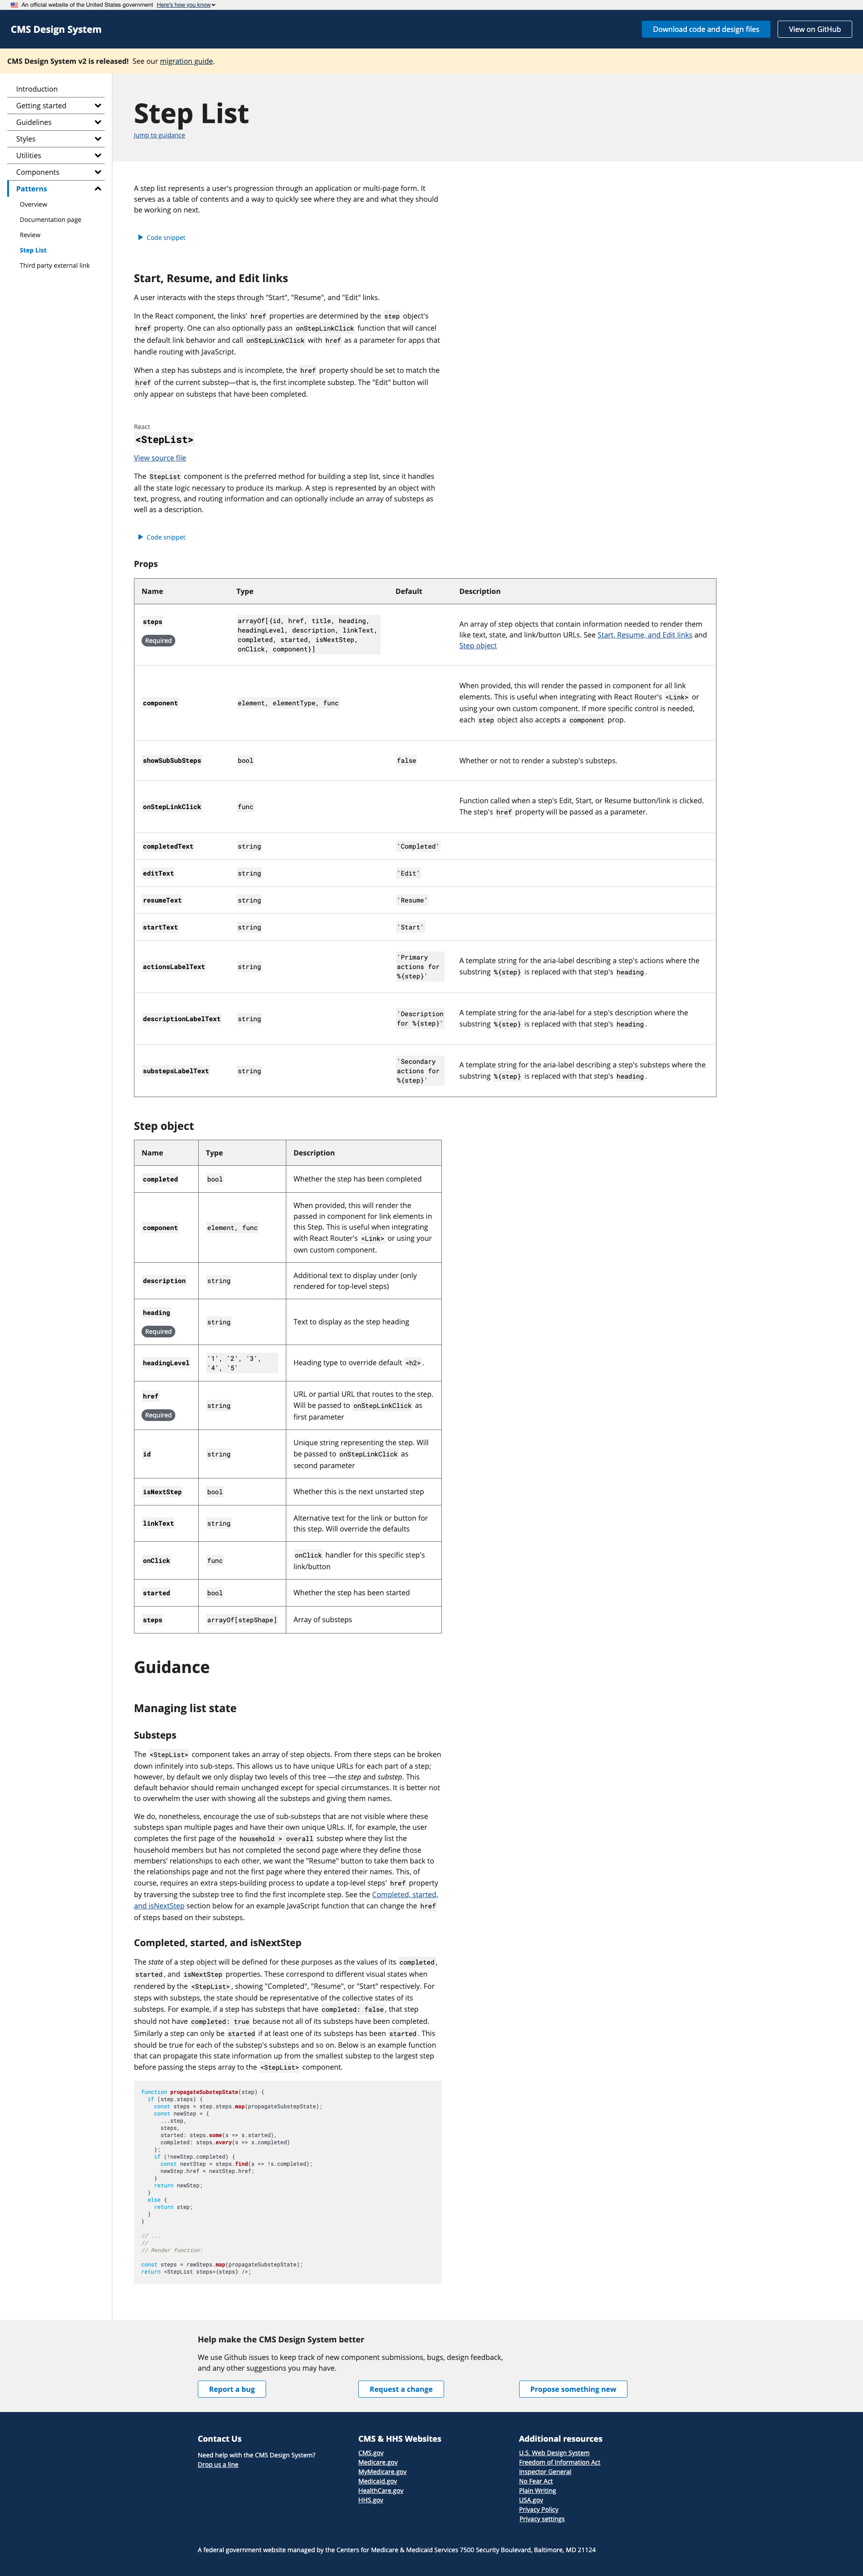 An official website of the United States government Here's how you know
CMS Design System
Download code and design files
View on GitHub
CMS Design System v2 is released! See our migration guide.
Introduction
Getting started
Guidelines
Styles
Utilities
Components
Patterns
Overview
Documentation page
Review
Step List
Third party external link
Step List
Jump to guidance
A step list represents a user's progression through an application or multi-page form. It
serves as a table of contents and a way to quickly see where they are and what they should
be working on next.
Code snippet
Start, Resume, and Edit links
A user interacts with the steps through "Start", "Resume", and "Edit" links.
In the React component, the links' href properties are determined by the step object's
href property. One can also optionally pass an onStepLinkClick function that will cancel
the default link behavior and call onStepLinkClick with href as a parameter for apps that
handle routing with JavaScript.
When a step has substeps and is incomplete, the href property should be set to match the
href of the current substep—that is, the first incomplete substep. The "Edit" button will
only appear on substeps that have been completed.
React
<StepList>
View source file
The StepList component is the preferred method for building a step list, since it handles
all the state logic necessary to produce its markup. A step is represented by an object with
text, progress, and routing information and can optionally include an array of substeps as
well as a description.
Code snippet
Props
Name Type Default Description
steps
Required
arrayOf[{id, href, title, heading,
headingLevel, description, linkText,
completed, started, isNextStep,
onClick, component}]
An array of step objects that contain information needed to render them
like text, state, and link/button URLs. See Start, Resume, and Edit links and
Step object
component
element, elementType, func
When provided, this will render the passed in component for all link
elements. This is useful when integrating with React Router's <Link> or
using your own custom component. If more specific control is needed,
each step object also accepts a component prop.
showSubSubSteps bool false Whether or not to render a substep's substeps.
onStepLinkClick
func
Function called when a step's Edit, Start, or Resume button/link is clicked.
The step's href property will be passed as a parameter.
completedText string 'Completed'
editText string 'Edit'
resumeText string 'Resume'
startText string 'Start'
actionsLabelText
string
'Primary
actions for
%{step}'
A template string for the aria-label describing a step's actions where the
substring %{step} is replaced with that step's heading.
descriptionLabelText
string
'Description
for %{step}'
A template string for the aria-label for a step's description where the
substring %{step} is replaced with that step's heading.
substepsLabelText
string
'Secondary
actions for
%{step}'
A template string for the aria-label describing a step's substeps where the
substring %{step} is replaced with that step's heading.
Step object
Name Type Description
completed bool Whether the step has been completed
component
element, func
When provided, this will render the
passed in component for link elements in
this Step. This is useful when integrating
with React Router's <Link> or using your
own custom component.
description
string
Additional text to display under (only
rendered for top-level steps)
heading
Required
string
Text to display as the step heading
headingLevel
'1', '2', '3',
'4', '5'
Heading type to override default <h2>.
href
Required
string
URL or partial URL that routes to the step.
Will be passed to onStepLinkClick as
first parameter
id
string
Unique string representing the step. Will
be passed to onStepLinkClick as
second parameter
isNextStep bool Whether this is the next unstarted step
linkText
string
Alternative text for the link or button for
this step. Will override the defaults
onClick
func
onClick handler for this specific step's
link/button
started bool Whether the step has been started
steps arrayOf[stepShape] Array of substeps
Guidance
Managing list state
Substeps
The <StepList> component takes an array of step objects. From there steps can be broken
down infinitely into sub-steps. This allows us to have unique URLs for each part of a step;
however, by default we only display two levels of this tree —the step and substep. This
default behavior should remain unchanged except for special circumstances. It is better not
to overwhelm the user with showing all the substeps and giving them names.
We do, nonetheless, encourage the use of sub-substeps that are not visible where these
substeps span multiple pages and have their own unique URLs. If, for example, the user
completes the first page of the household > overall substep where they list the
household members but has not completed the second page where they define those
members' relationships to each other, we want the "Resume" button to take them back to
the relationships page and not the first page where they entered their names. This, of
course, requires an extra steps-building process to update a top-level steps' href property
by traversing the substep tree to find the first incomplete step. See the Completed, started,
and isNextStep section below for an example JavaScript function that can change the href
of steps based on their substeps.
Completed, started, and isNextStep
The state of a step object will be defined for these purposes as the values of its completed,
started, and isNextStep properties. These correspond to different visual states when
rendered by the <StepList>, showing "Completed", "Resume", or "Start" respectively. For
steps with substeps, the state should be representative of the collective states of its
substeps. For example, if a step has substeps that have completed: false, that step
should not have completed: true because not all of its substeps have been completed.
Similarly a step can only be started if at least one of its substeps has been started. This
should be true for each of the substep's substeps and so on. Below is an example function
that can propagate this state information up from the smallest substep to the largest step
before passing the steps array to the <StepList> component.
function propagateSubstepState(step) {
if (step.steps) {
const steps = step.steps.map(propagateSubstepState);
const newStep = {
...step,
steps,
started: steps.some(s => s.started),
completed: steps.every(s => s.completed)
};
if (!newStep.completed) {
const nextStep = steps.find(s => !s.completed);
newStep.href = nextStep.href;
}
return newStep;
}
else {
return step;
}
}
// ...
//
// Render function:
const steps = rawSteps.map(propagateSubstepState);
return <StepList steps={steps} />;
Help make the CMS Design System better
We use Github issues to keep track of new component submissions, bugs, design feedback,
and any other suggestions you may have.
Report a bug
Request a change
Propose something new
Contact Us
Need help with the CMS Design System?
Drop us a line
CMS & HHS Websites
CMS.gov
Medicare.gov
MyMedicare.gov
Medicaid.gov
HealthCare.gov
HHS.gov
Additional resources
U.S. Web Design System
Freedom of Information Act
Inspector General
No Fear Act
Plain Writing
USA.gov
Privacy Policy
Privacy settings
A federal government website managed by the Centers for Medicare & Medicaid Services 7500 Security Boulevard, Baltimore, MD 21124